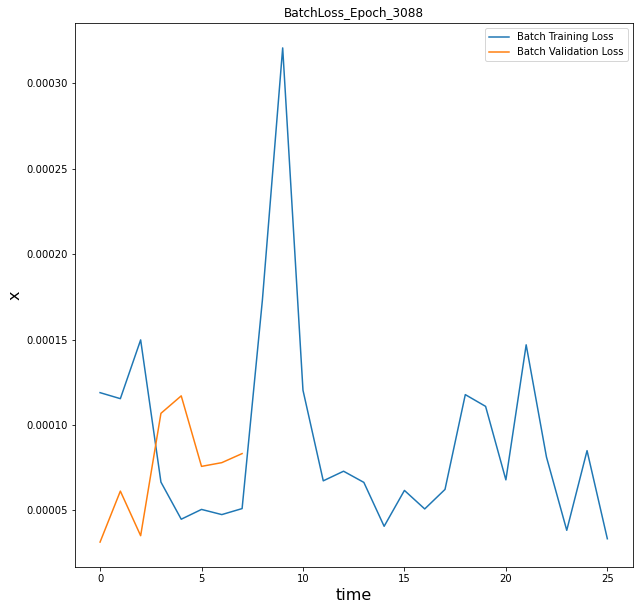 BatchLoss_Epoch_3088
Batch Training Loss
Batch Validation Loss
0.00030
0.00025
0.00020
0.00015
0.00010
0.00005
x
0 5 10 15 20 25
time